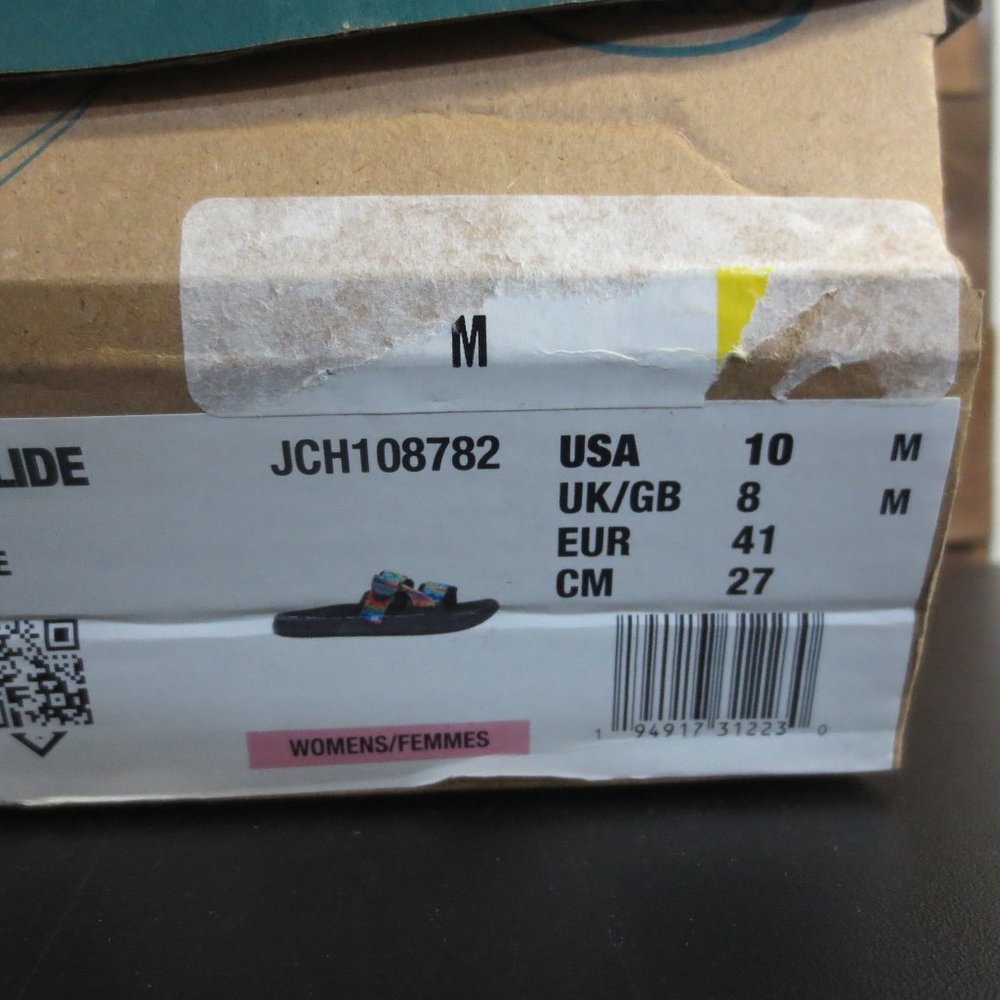 M
LIDE JCH108782 USA 10 M
UK/GB 8 M
E EUR 41
CM 27
WOMENS/FEMMES
1 94917 31223 0